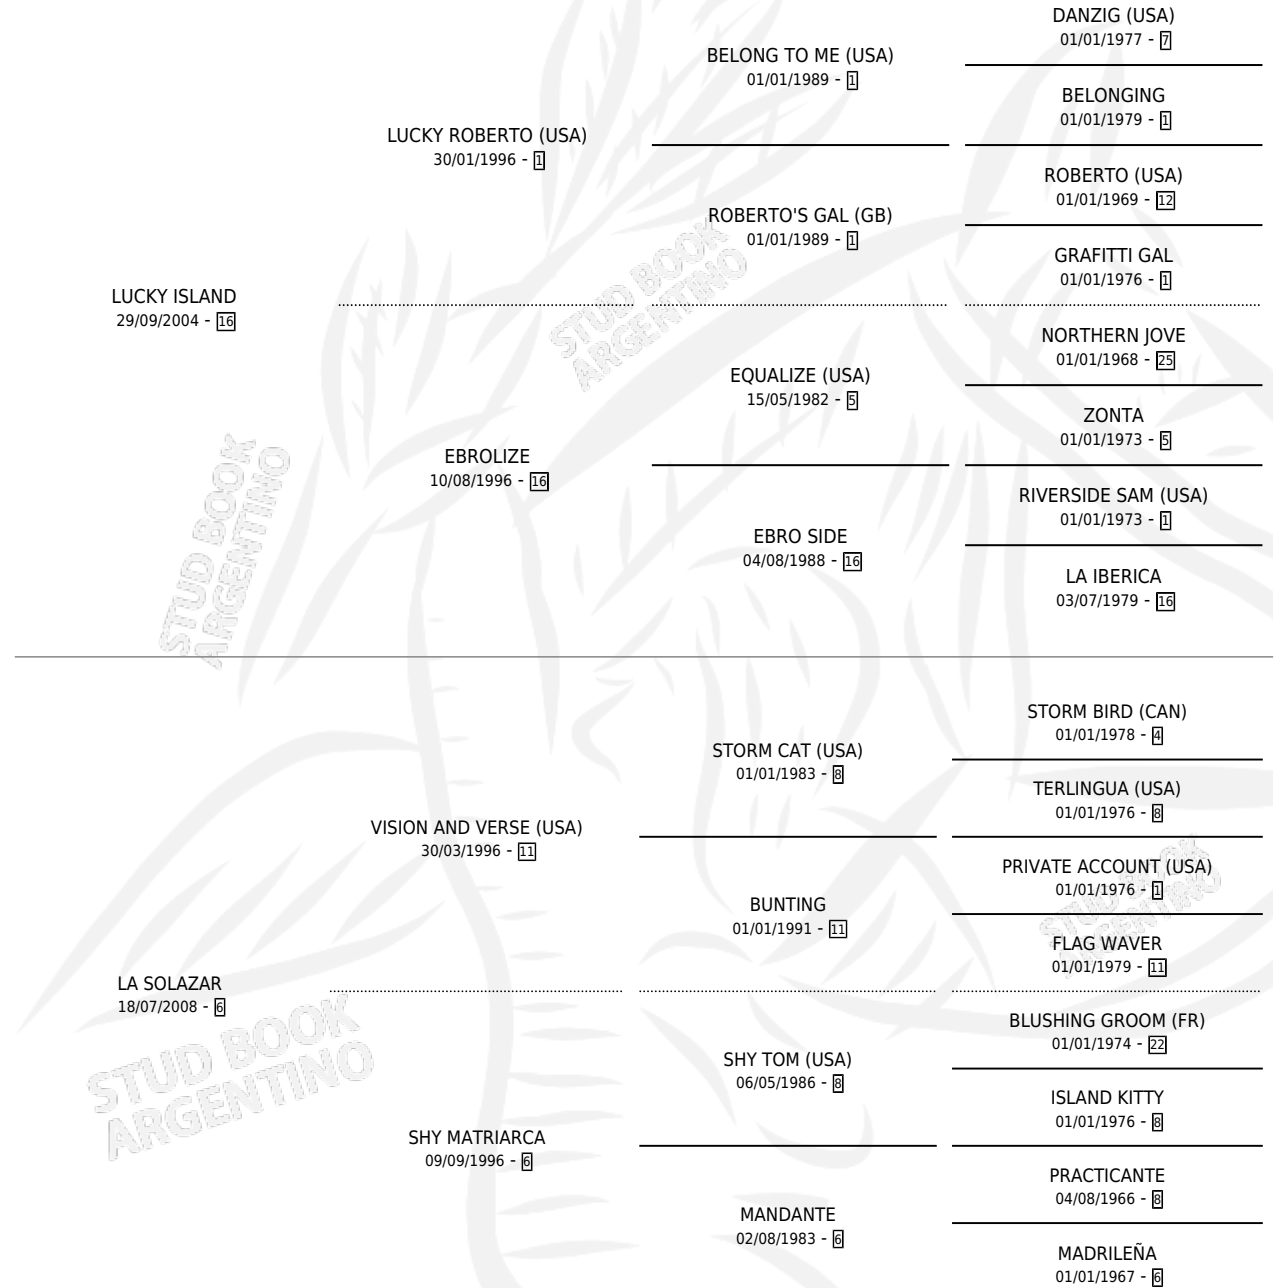 DANZIG (USA)
01/01/1977 - 7
BELONG TO ME (USA)
01/01/1989 - 1
BELONGING
01/01/1979 - 1
LUCKY ROBERTO (USA)
30/01/1996 - 1
ROBERTO (USA)
01/01/1969 - 12
ROBERTO'S GAL (GB)
01/01/1989 - 1
GRAFITTI GAL
01/01/1976 - 1
LUCKY ISLAND
29/09/2004 - 16
NORTHERN JOVE
01/01/1968 - 25
EQUALIZE (USA)
15/05/1982 - 5
ZONTA
01/01/1973 - 5
EBROLIZE
10/08/1996 - 16
RIVERSIDE SAM (USA)
01/01/1973 - 1
EBRO SIDE
04/08/1988 - 16
LA IBERICA
03/07/1979 - 16
STORM BIRD (CAN)
01/01/1978 - 4
STORM CAT (USA)
01/01/1983 - 8
TERLINGUA (USA)
01/01/1976 - 8
VISION AND VERSE (USA)
30/03/1996 - 11
PRIVATE ACCOUNT (USA)
01/01/1976 - 1
BUNTING
01/01/1991 - 11
FLAG WAVER
01/01/1979 - 11
LA SOLAZAR
18/07/2008 - 6
BLUSHING GROOM (FR)
01/01/1974 - 22
SHY TOM (USA)
06/05/1986 - 8
ISLAND KITTY
01/01/1976 - 8
SHY MATRIARCA
09/09/1996 - 6
PRACTICANTE
04/08/1966 - 8
MANDANTE
02/08/1983 - 6
MADRILEÑA
01/01/1967 - 6
STUD BOOK
ARGENTINO
STUD BOOK
ARGENTINO
STUD BOOK
ARGENTINO
STUD BOOK
ARGENTINO